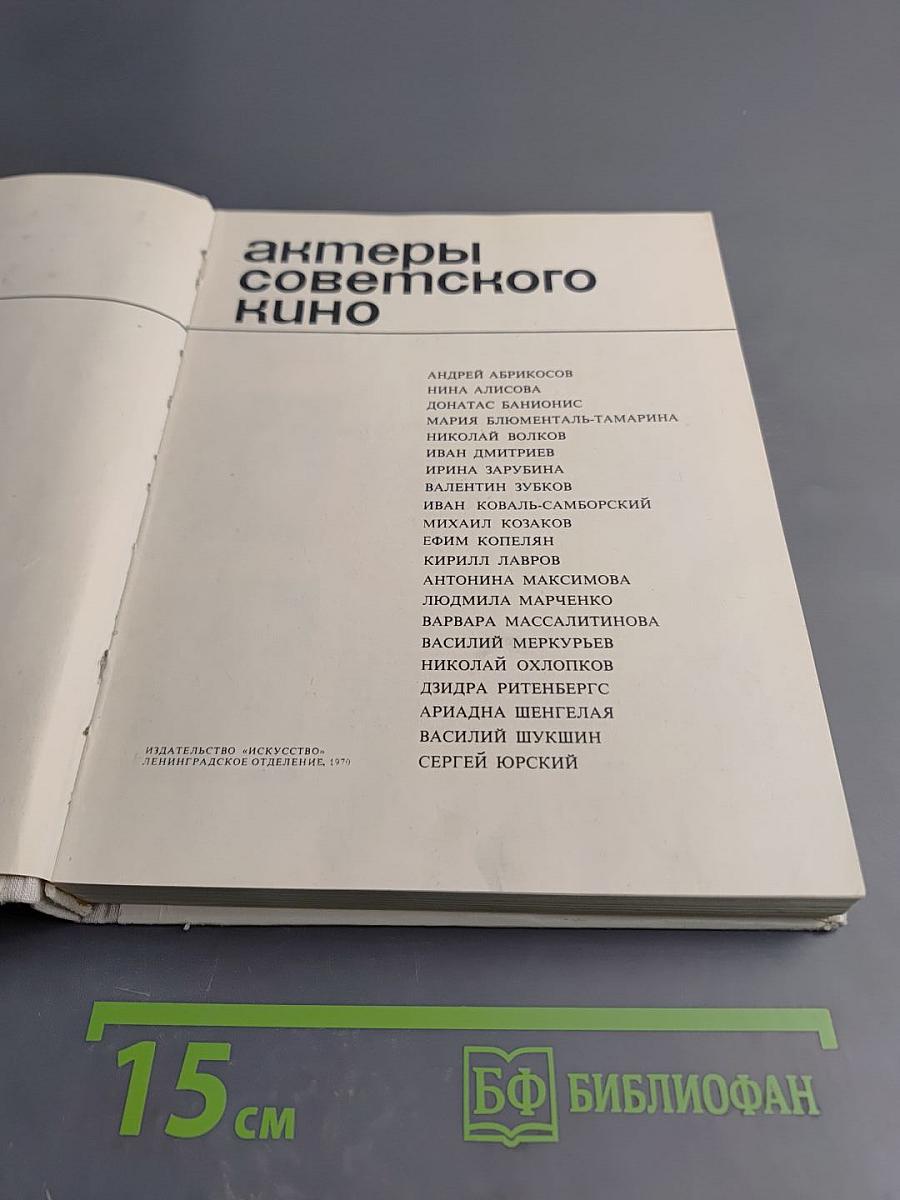 актеры
советского
кино
АНДРЕЙ АБРИКОСОВ
НИНА АЛИСОВА
ДОНАТАС БАНИОНИС
МАРИЯ БЛЮМЕНТАЛЬ-ТАМАРИНА
НИКОЛАЙ ВОЛКОВ
ИВАН ДМИТРИЕВ
ИРИНА ЗАРУБИНА
ВАЛЕНТИН ЗУБКОВ
ИВАН КОВАЛЬ-САМБОРСКИЙ
МИХАИЛ КОЗАКОВ
ЕФИМ КОПЕЛЯН
КИРИЛЛ ЛАВРОВ
АНТОНИНА МАКСИМОВА
ЛЮДМИЛА МАРЧЕНКО
ВАРВАРА МАССАЛИТИНОВА
ВАСИЛИЙ МЕРКУРЬЕВ
НИКОЛАЙ ОХЛОПКОВ
ДЗИДРА РИТЕНБЕРГС
АРИАДНА ШЕНГЕЛАЯ
ВАСИЛИЙ ШУКШИН
СЕРГЕЙ ЮРСКИЙ
ИЗДАТЕЛЬСТВО «ИСКУССТВО»
ЛЕНИНГРАДСКОЕ ОТДЕЛЕНИЕ, 1970
15 см
БФ БИБЛИОФАН